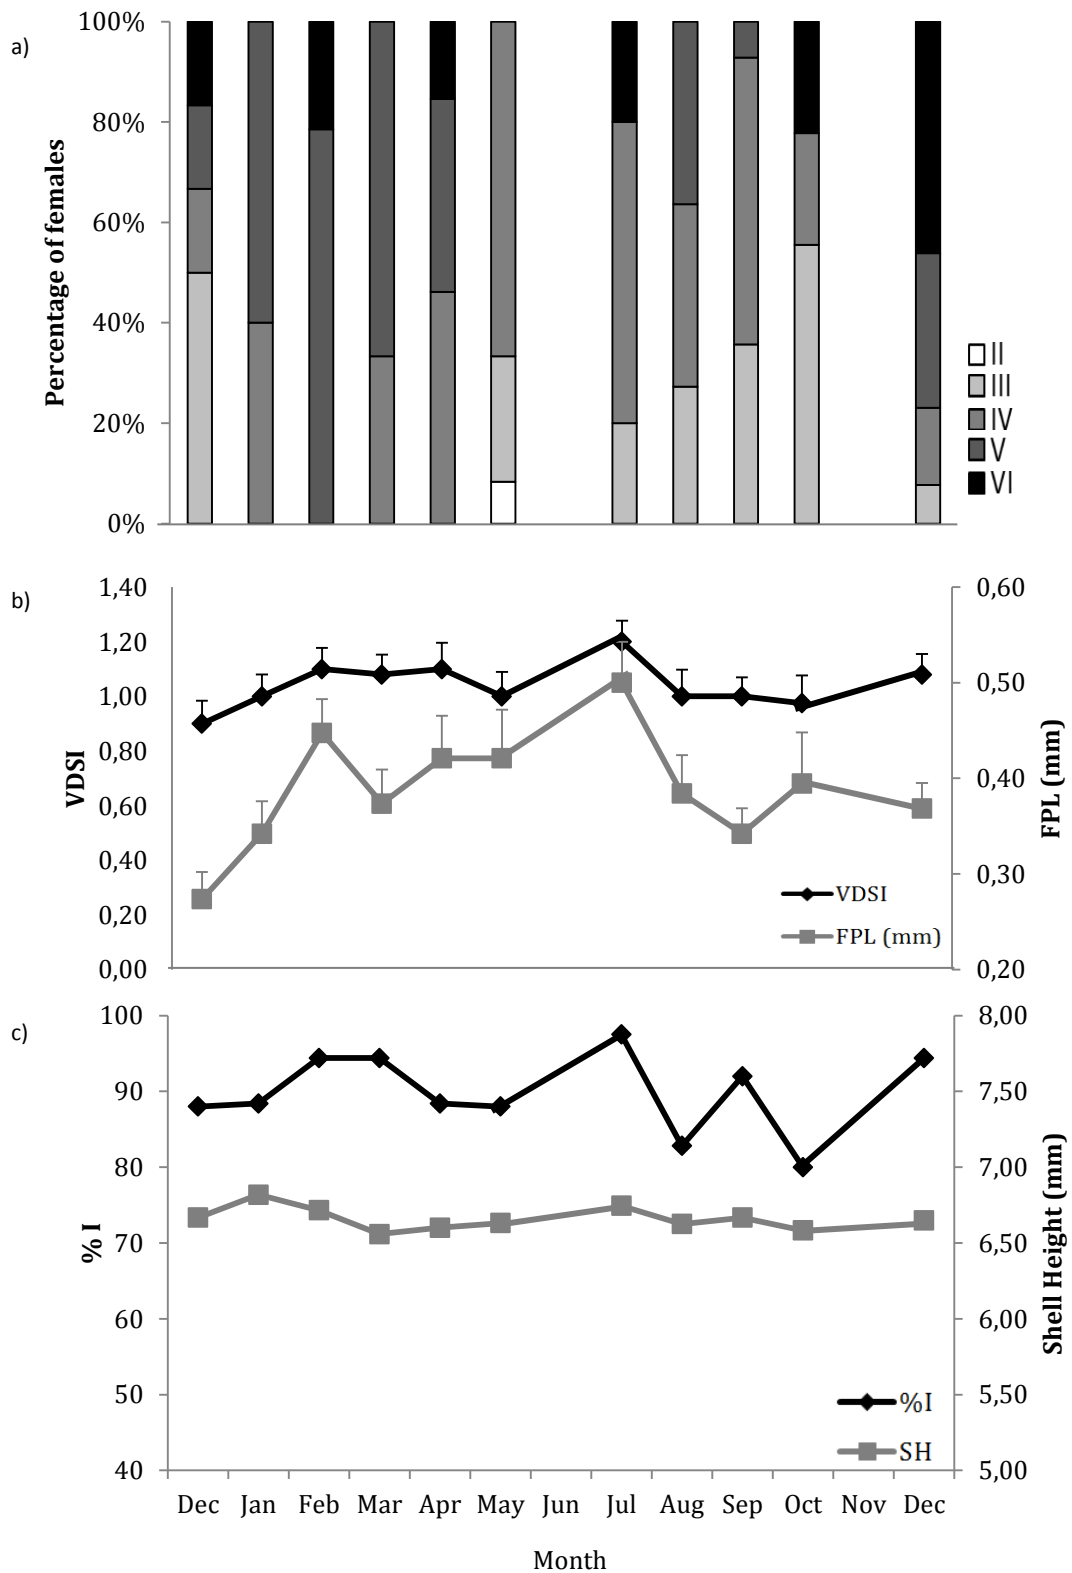 a)
Percentage of females
100%
80%
60%
40%
20%
0%
II
III
IV
V
VI
b)
VDSI
1,40
1,20
1,00
0,80
0,60
0,40
0,20
0,00
0,60
0,50
0,40
0,30
0,20
FPL (mm)
VDSI
FPL (mm)
c)
% I
100
90
80
70
60
50
40
8,00
7,50
7,00
6,50
6,00
5,50
5,00
Shell Height (mm)
%I
SH
Dec Jan Feb Mar Apr May Jun Jul Aug Sep Oct Nov Dec
Month